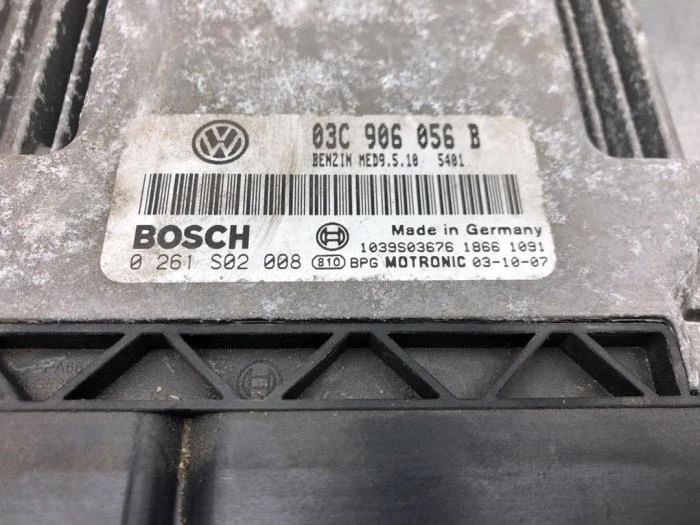 03C 906 056 B
BENZIN MED9.5.10 5401
BOSCH
Made in Germany
1039S03676 1866 1091
0 261 S02 008 810 BPG MOTRONIC 03-10-07
PA66